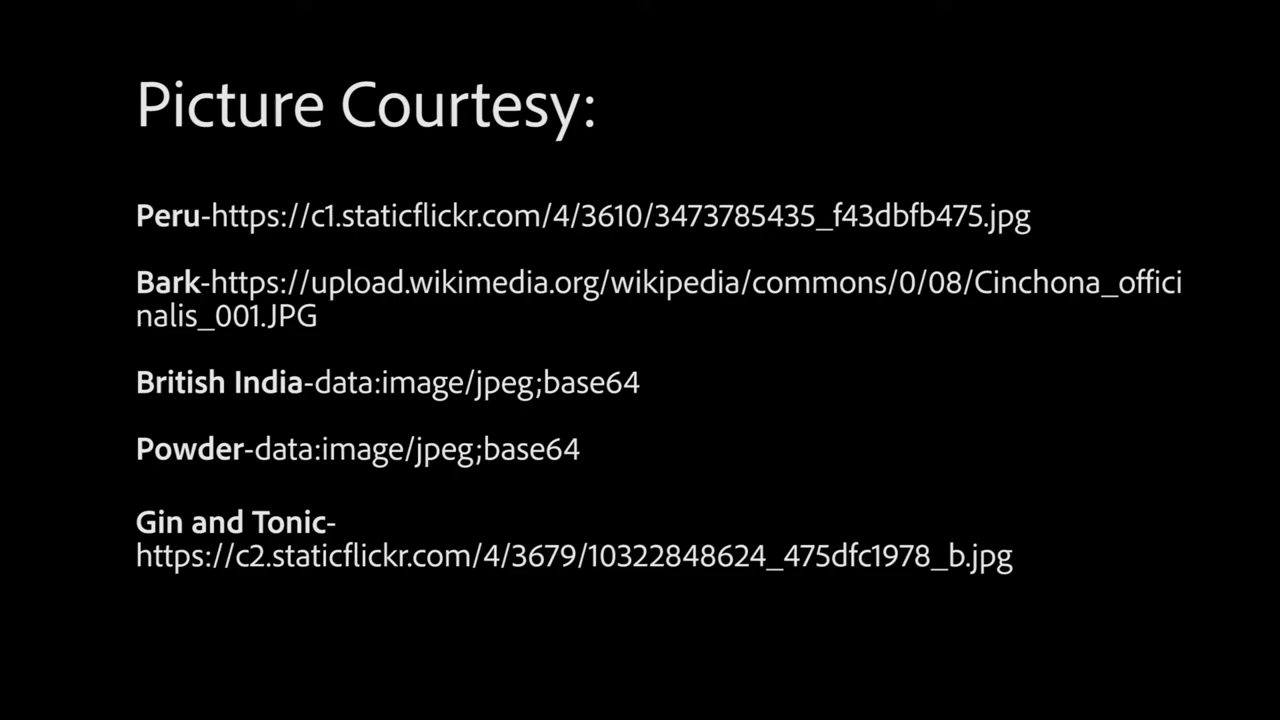 Picture Courtesy:
Peru-https://c1.staticflickr.com/4/3610/3473785435_f43dbfb475.jpg
Bark-https://upload.wikimedia.org/wikipedia/commons/0/08/Cinchona_offici
nalis_001.JPG
British India-data:image/jpeg;base64
Powder-data:image/jpeg;base64
Gin and Tonic-
https://c2.staticflickr.com/4/3679/10322848624_475dfc1978_b.jpg